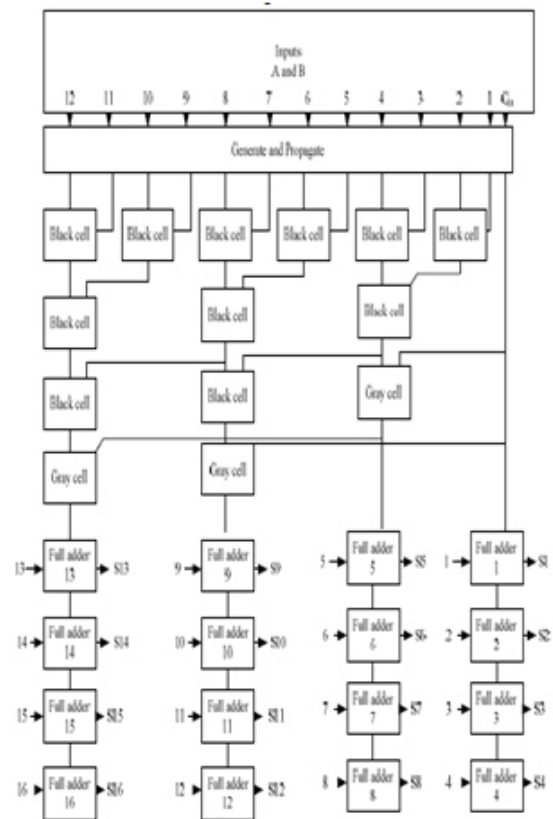 Inputs
A and B
12 11 10 9 8 7 6 5 4 3 2 1 Cin
Generate and Propagate
Black cell Black cell Black cell Black cell Black cell Black cell
Black cell Black cell Black cell
Black cell Black cell Gray cell
Gray cell Gray cell
13 Full adder 13 S13 9 Full adder 9 S9 5 Full adder 5 S5 1 Full adder 1 S1
14 Full adder 14 S14 10 Full adder 10 S10 6 Full adder 6 S6 2 Full adder 2 S2
15 Full adder 15 S15 11 Full adder 11 S11 7 Full adder 7 S7 3 Full adder 3 S3
16 Full adder 16 S16 12 Full adder 12 S12 8 Full adder 8 S8 4 Full adder 4 S4